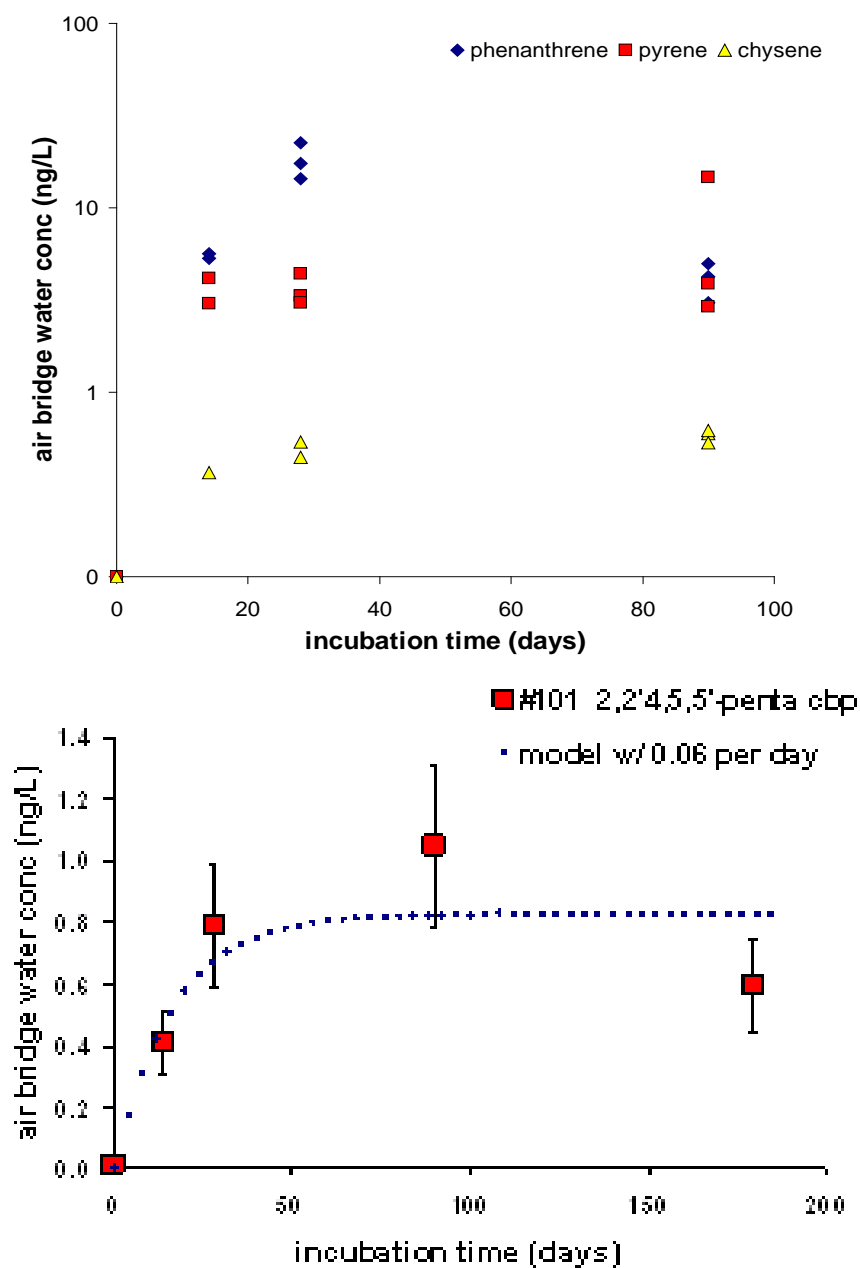 100
phenanthrene pyrene chysene
10
1
0
0 20 40 60 80 100
air bridge water conc (ng/L)
incubation time (days)
#101 2,2'4,5,5'-penta cbp
model w/ 0.06 per day
1.4
1.2
1.0
0.8
0.6
0.4
0.2
0.0
0 50 100 150 200
air bridge water conc (ng/L)
incubation time (days)